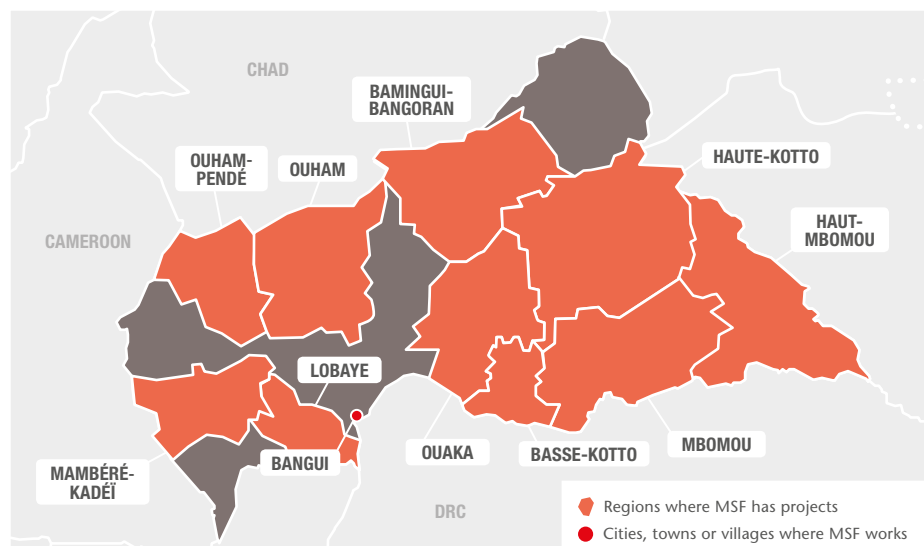 CHAD
BAMINGUI-
BANGORAN
OUHAM-
PENDÉ
OUHAM
HAUTE-KOTTO
CAMEROON
HAUT-
MBOMOU
LOBAYE
BANGUI
OUAKA
BASSE-KOTTO
MBOMOU
MAMBÉRÉ-
KADÉÏ
DRC
Regions where MSF has projects
Cities, towns or villages where MSF works